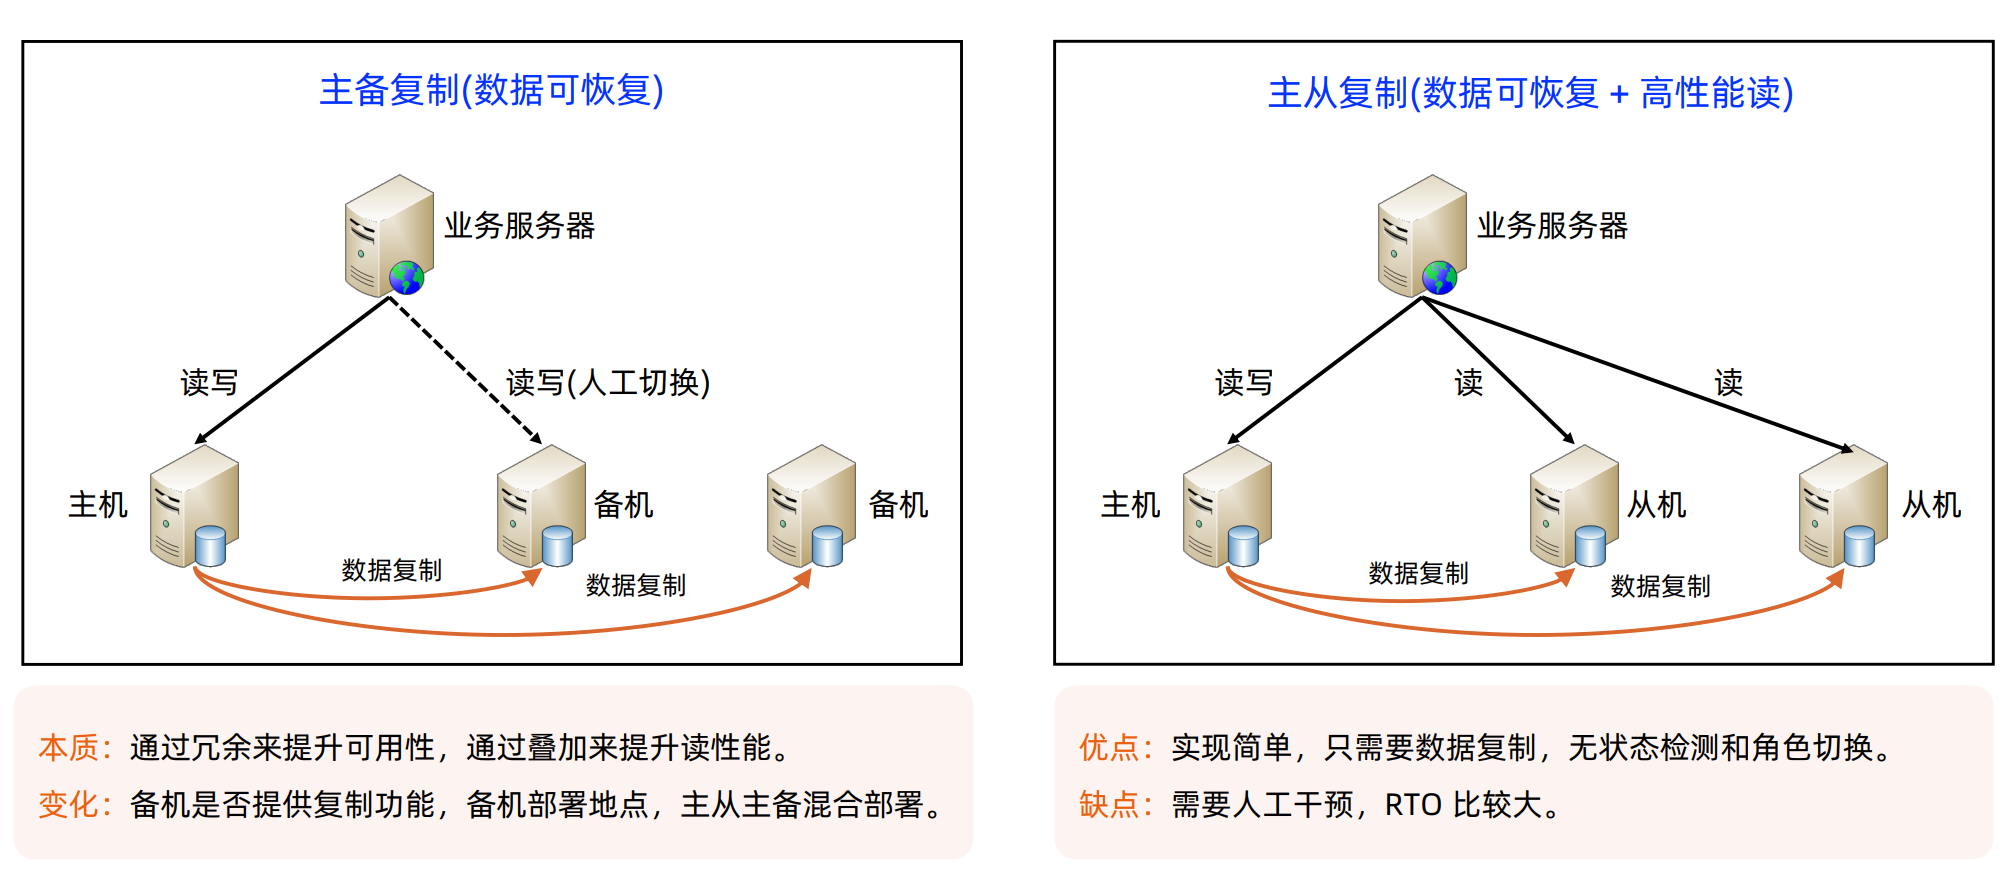 主备复制(数据可恢复)
业务服务器
读写
读写(人工切换)
主机
备机
备机
数据复制
数据复制
本质：通过冗余来提升可用性，通过叠加来提升读性能。
变化：备机是否提供复制功能，备机部署地点，主从主备混合部署。
主从复制(数据可恢复 + 高性能读)
业务服务器
读写
读
读
主机
从机
从机
数据复制
数据复制
优点：实现简单，只需要数据复制，无状态检测和角色切换。
缺点：需要人工干预，RTO 比较大。